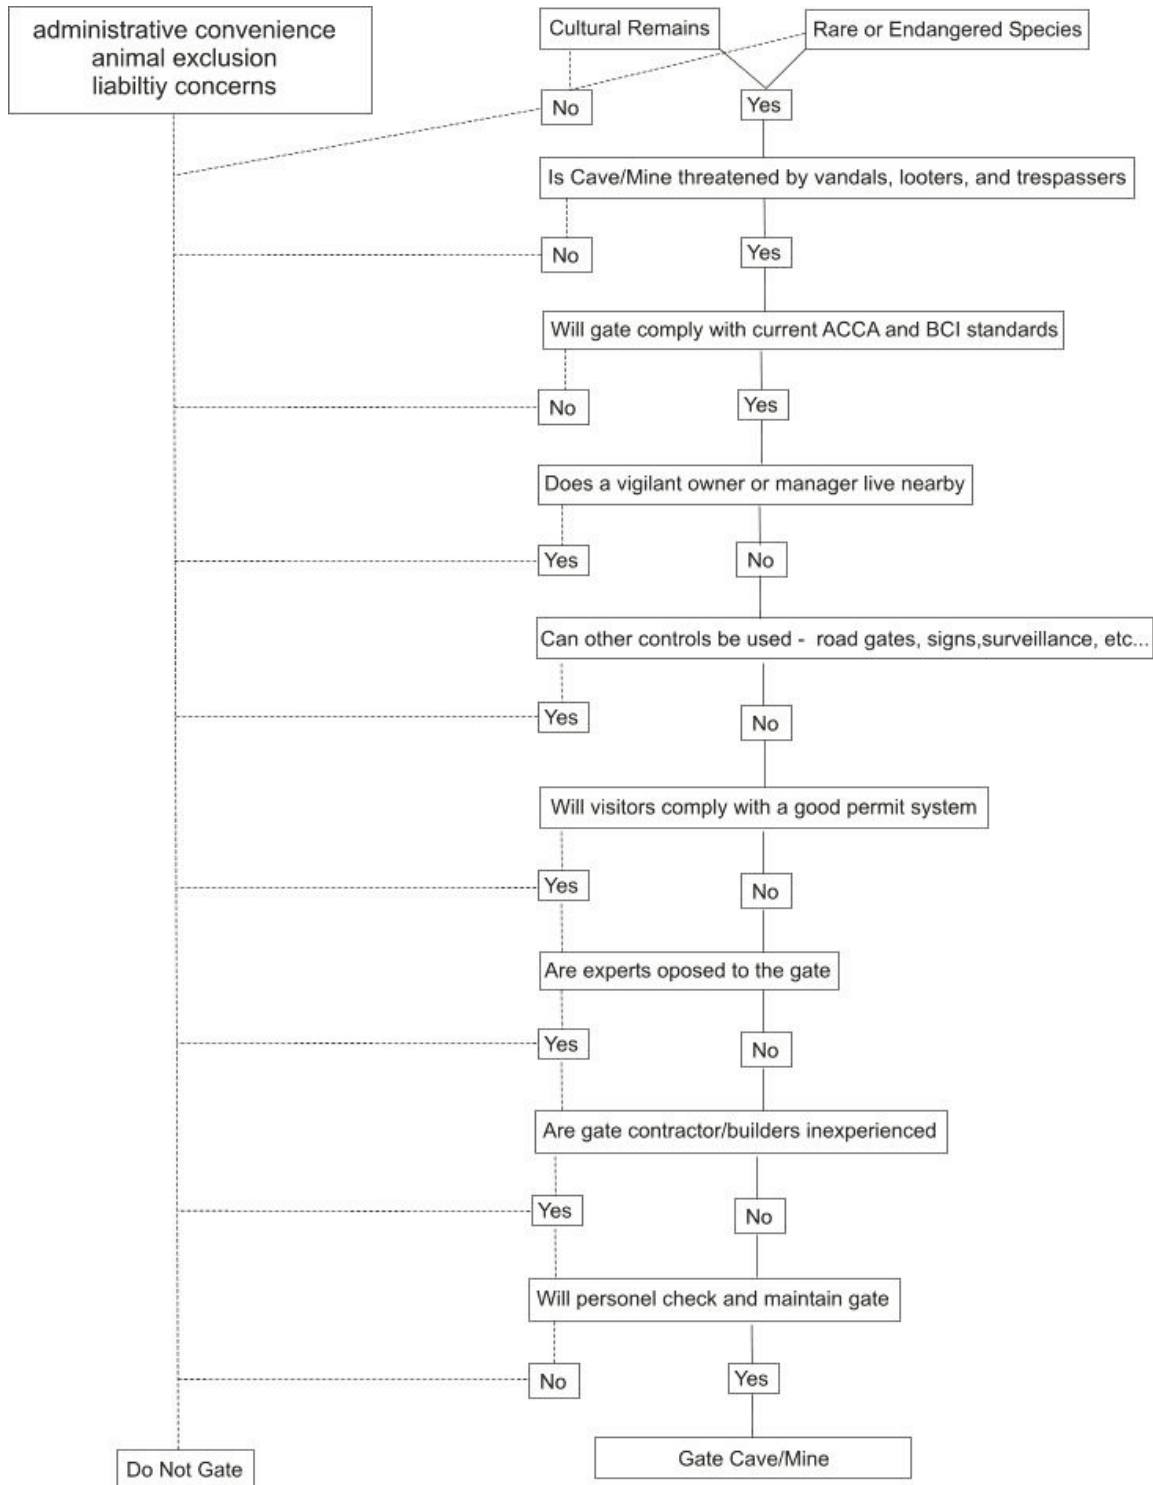 administrative convenience
animal exclusion
liabiltiy concerns
Cultural Remains
Rare or Endangered Species
No
Yes
Is Cave/Mine threatened by vandals, looters, and trespassers
No
Yes
Will gate comply with current ACCA and BCI standards
No
Yes
Does a vigilant owner or manager live nearby
Yes
No
Can other controls be used - road gates, signs,surveillance, etc...
Yes
No
Will visitors comply with a good permit system
Yes
No
Are experts oposed to the gate
Yes
No
Are gate contractor/builders inexperienced
Yes
No
Will personel check and maintain gate
No
Yes
Do Not Gate
Gate Cave/Mine